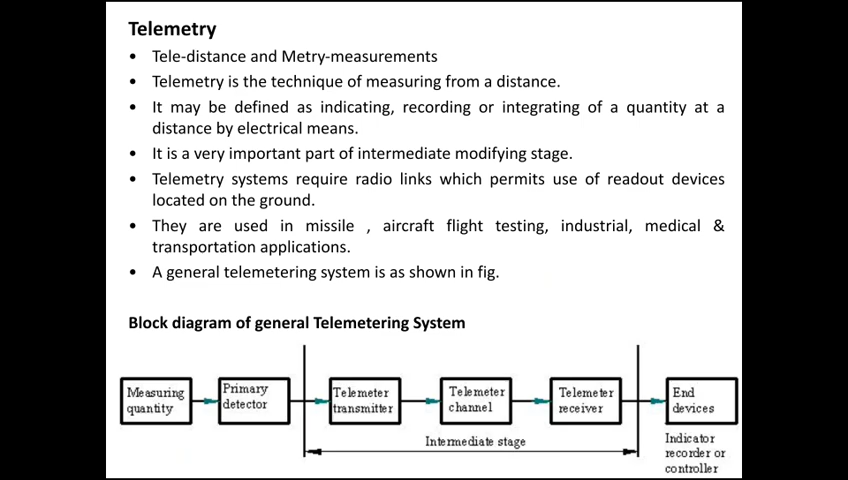 Telemetry
• Tele-distance and Metry-measurements
• Telemetry is the technique of measuring from a distance.
• It may be defined as indicating, recording or integrating of a quantity at a
distance by electrical means.
• It is a very important part of intermediate modifying stage.
• Telemetry systems require radio links which permits use of readout devices
located on the ground.
• They are used in missile , aircraft flight testing, industrial, medical &
transportation applications.
• A general telemetering system is as shown in fig.
Block diagram of general Telemetering System
Measuring
quantity
Primary
detector
Telemeter
transmitter
Telemeter
channel
Telemeter
receiver
End
devices
Intermediate stage
Indicator
recorder or
controller